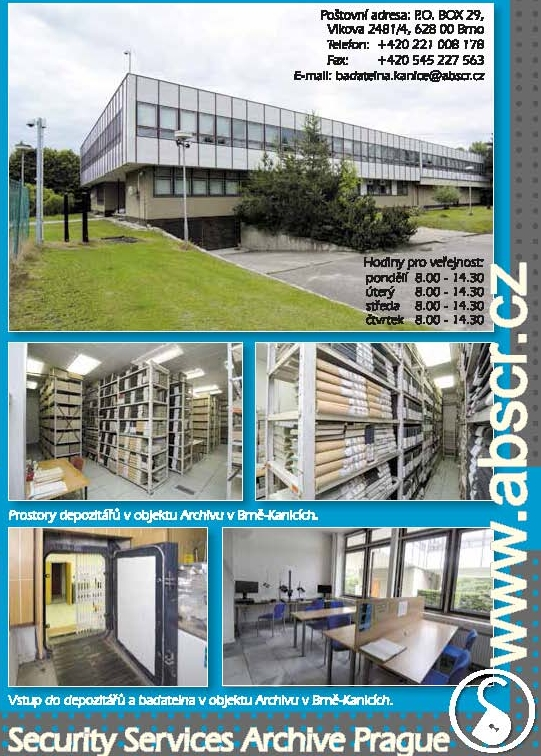 Poštovní adresa: P.O. BOX 29,
Vlkova 2481/4, 628 00 Brno
Telefon: +420 221 008 178
Fax: +420 545 227 563
E-mail: badatelna.kanice@abscr.cz
Hodiny pro veřejnost:
pondělí 8.00 - 14.30
úterý 8.00 - 14.30
středa 8.00 - 14.30
čtvrtek 8.00 - 14.30
Prostory depozitářů v objektu Archivu v Brně-Kanicích.
Vstup do depozitářů a badatelna v objektu Archivu v Brně-Kanicích.
www.abscr.cz
Security Services Archive Prague